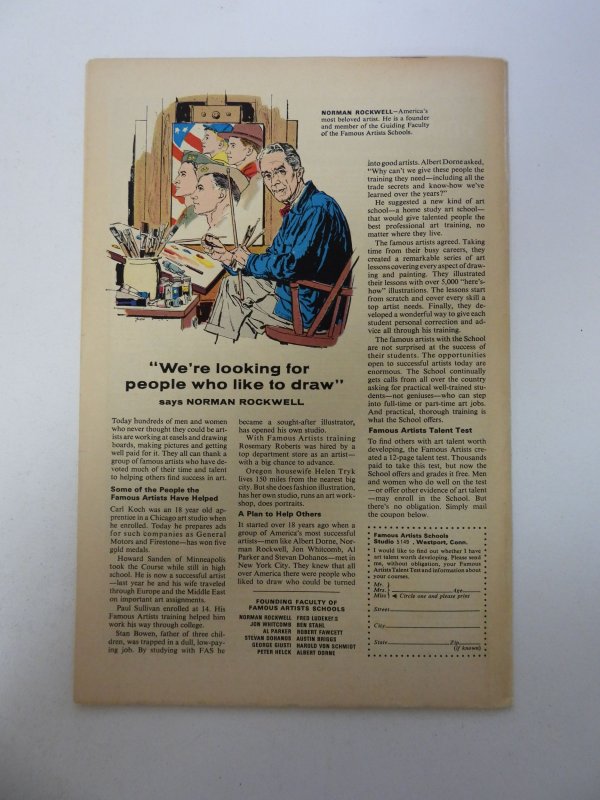 NORMAN ROCKWELL—America's
most beloved artist. He is a founder
and member of the Guiding Faculty
of the Famous Artists Schools.
"We're looking for
people who like to draw"
says NORMAN ROCKWELL
Today hundreds of men and women
who never thought they could be art-
ists are working at easels and drawing
boards, making pictures and getting
well paid for it. They all can thank a
group of famous artists who have de-
voted much of their time and talent
to helping others find success in art.
Some of the People the
Famous Artists Have Helped
Carl Koch was an 18 year old ap-
prentice in a Chicago art studio when
he enrolled. Today he prepares ads
for such companies as General
Motors and Firestone—has won five
gold medals.
Howard Sanden of Minneapolis
took the Course while still in high
school. He is now a successful artist
—last year he and his wife traveled
through Europe and the Middle East
on important art assignments.
Paul Sullivan enrolled at 14. His
Famous Artists training helped him
work his way through college.
Stan Bowen, father of three chil-
dren, was trapped in a dull, low-pay-
ing job. By studying with FAS he
became a sought-after illustrator,
has opened his own studio.
With Famous Artists training
Rosemary Roberts was hired by a
top department store as an artist—
with a big chance to advance.
Oregon housewife Helen Tryk
lives 150 miles from the nearest big
city. But she does fashion illustration,
has her own studio, runs an art work-
shop, does portraits.
A Plan to Help Others
It started over 18 years ago when a
group of America's most successful
artists—men like Albert Dorne, Nor-
man Rockwell, Jon Whitcomb, Al
Parker and Stevan Dohanos—met in
New York City. They knew that all
over America there were people who
liked to draw who could be turned
FOUNDING FACULTY OF
FAMOUS ARTISTS SCHOOLS
NORMAN ROCKWELL FRED LUDEKENS
JON WHITCOMB BEN STAHL
AL PARKER ROBERT FAWCETT
STEVAN DOHANOS AUSTIN BRIGGS
GEORGE GIUSTI HAROLD VON SCHMIDT
PETER HELCK ALBERT DORNE
into good artists. Albert Dorne asked,
"Why can't we give these people the
training they need—including all the
trade secrets and know-how we've
learned over the years?"
He suggested a new kind of art
school—a home study art school—
that would give talented people the
best professional art training, no
matter where they live.
The famous artists agreed. Taking
time from their busy careers, they
created a remarkable series of art
lessons covering every aspect of draw-
ing and painting. They illustrated
their lessons with over 5,000 "here's-
how" illustrations. The lessons start
from scratch and cover every skill a
top artist needs. Finally, they de-
veloped a wonderful way to give each
student personal correction and ad-
vice all through his training.
The famous artists with the School
are not surprised at the success of
their students. The opportunities
open to successful artists today are
enormous. The School continually
gets calls from all over the country
asking for practical well-trained stu-
dents—not geniuses—who can step
into full-time or part-time art jobs.
And practical, thorough training is
what the School offers.
Famous Artists Talent Test
To find others with art talent worth
developing, the Famous Artists cre-
ated a 12-page talent test. Thousands
paid to take this test, but now the
School offers and grades it free. Men
and women who do well on the test
—or offer other evidence of art talent
—may enroll in the School. But
there's no obligation. Simply mail
the coupon below.
Famous Artists Schools
Studio 5149, Westport, Conn.
I would like to find out whether I have
art talent worth developing. Please send
me, without obligation, your Famous
Artists Talent Test and information about
your courses.
Mr.
Mrs. Age
Miss Circle one and please print
Street
City
State Zip
(if known)